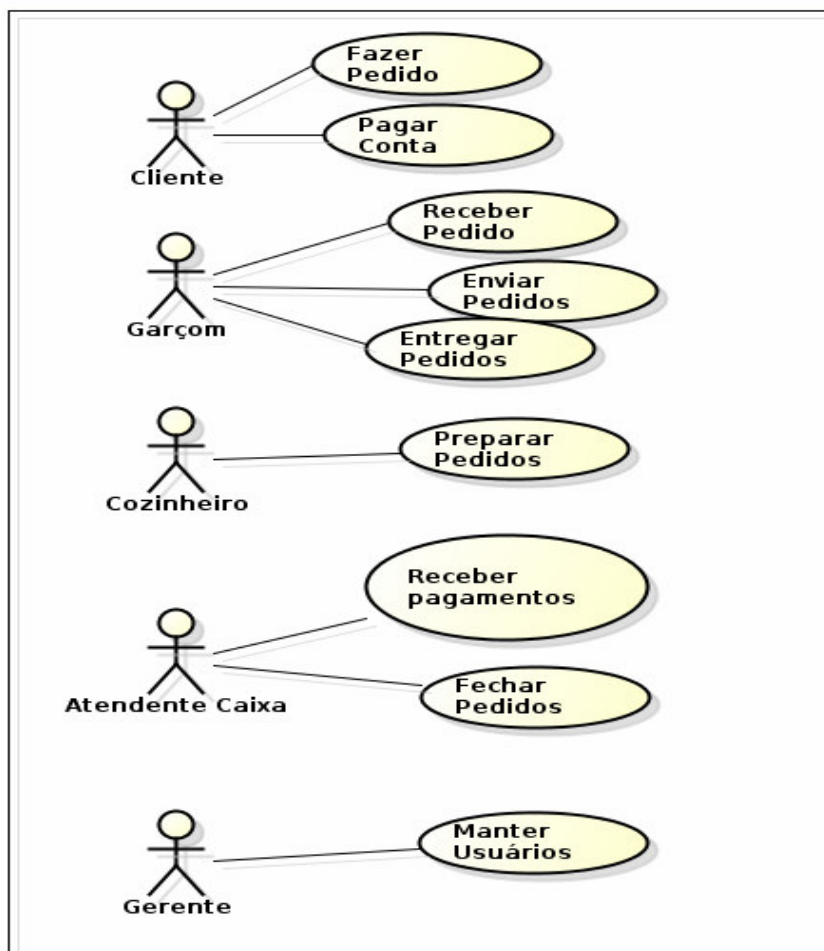 Fazer
Pedido
Pagar
Conta
Cliente
Receber
Pedido
Enviar
Pedidos
Entregar
Pedidos
Garçom
Preparar
Pedidos
Cozinheiro
Receber
pagamentos
Fechar
Pedidos
Atendente Caixa
Manter
Usuários
Gerente